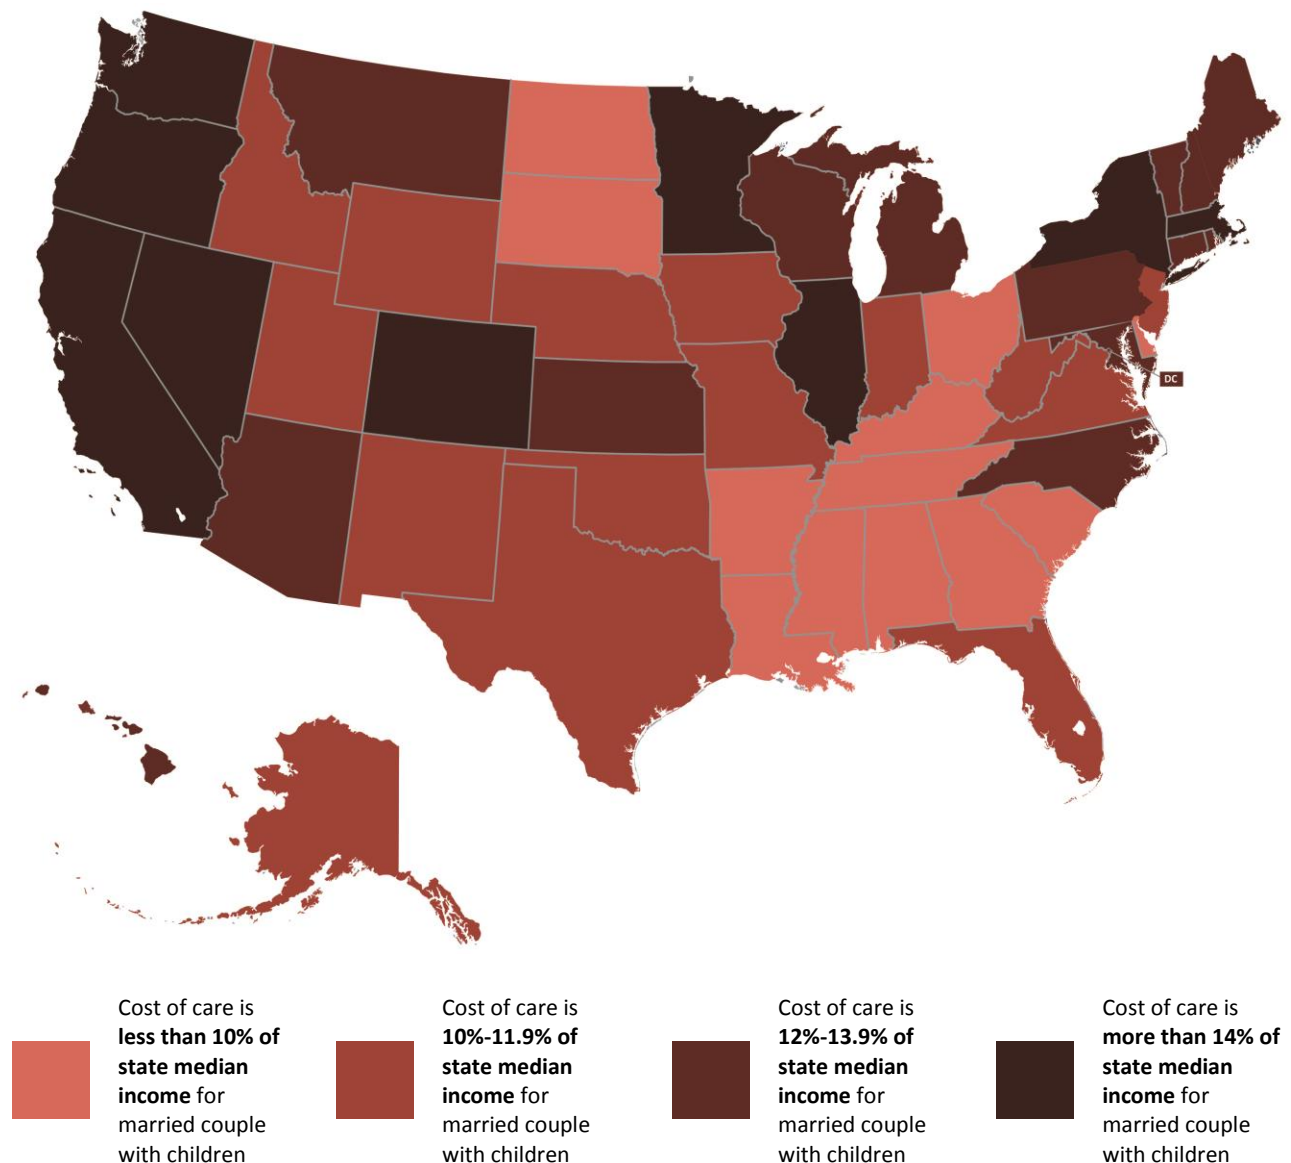 DC
Cost of care is
less than 10% of
state median
income for
married couple
with children
Cost of care is
10%-11.9% of
state median
income for
married couple
with children
Cost of care is
12%-13.9% of
state median
income for
married couple
with children
Cost of care is
more than 14% of
state median
income for
married couple
with children